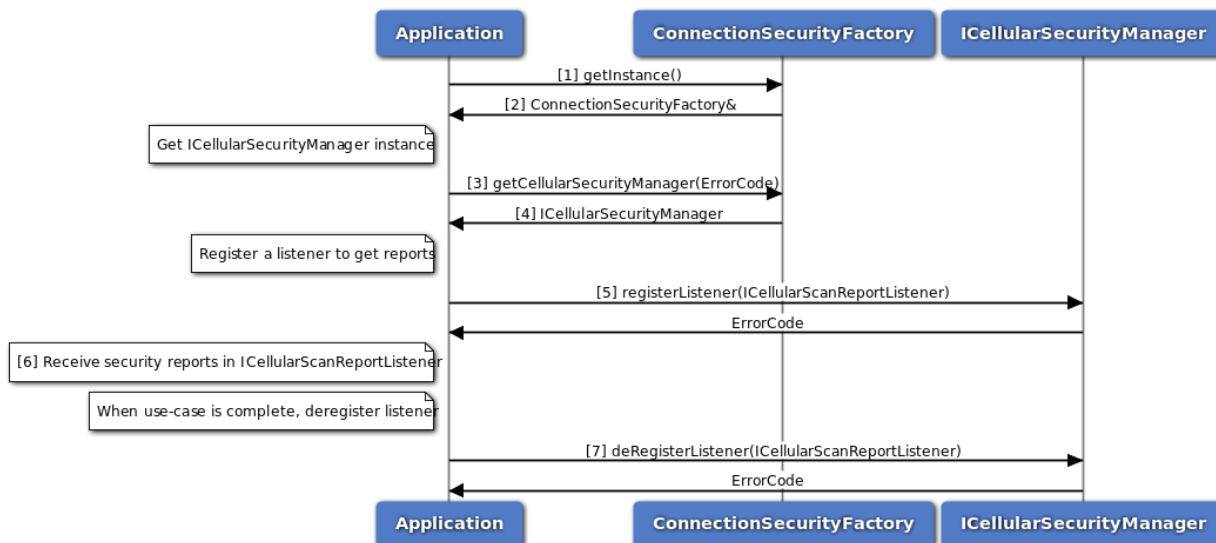 Application
ConnectionSecurityFactory
ICellularSecurityManager
[1] getInstance()
[2] ConnectionSecurityFactory&
Get ICellularSecurityManager instance
[3] getCellularSecurityManager(ErrorCode)
[4] ICellularSecurityManager
Register a listener to get reports
[5] registerListener(ICellularScanReportListener)
ErrorCode
[6] Receive security reports in ICellularScanReportListener
When use-case is complete, deregister listener
[7] deRegisterListener(ICellularScanReportListener)
ErrorCode
Application
ConnectionSecurityFactory
ICellularSecurityManager